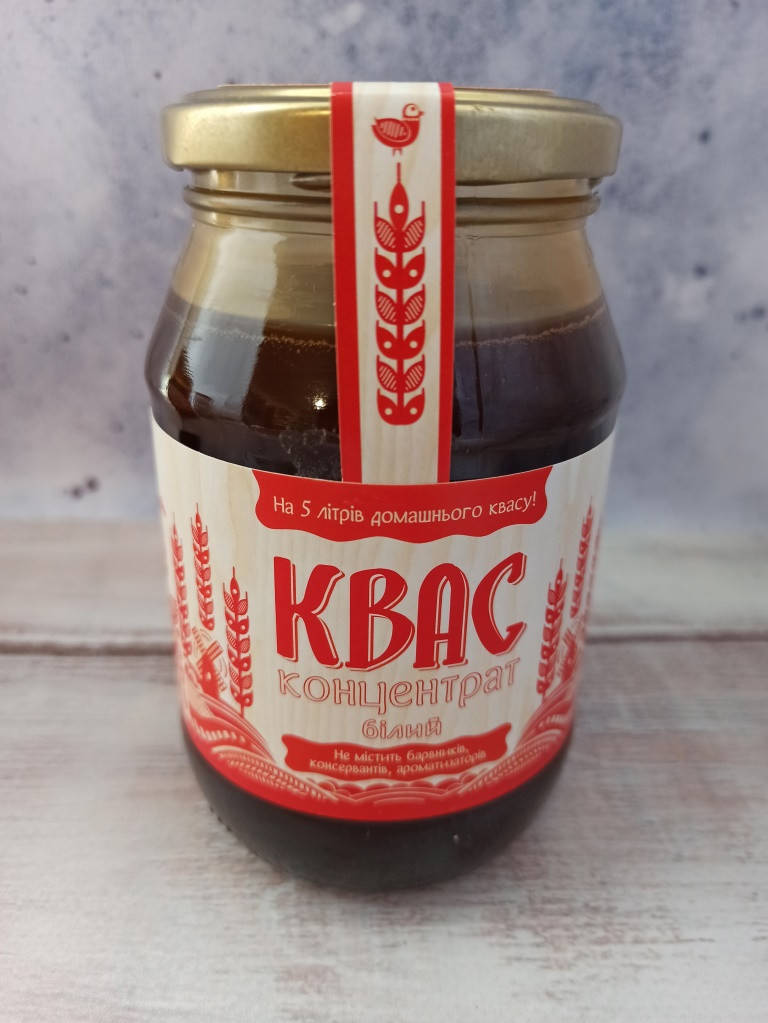 На 5 літрів домашнього квасу!
КВАС
концентрат
білий
Не містить барвників,
консервантів, ароматизаторів